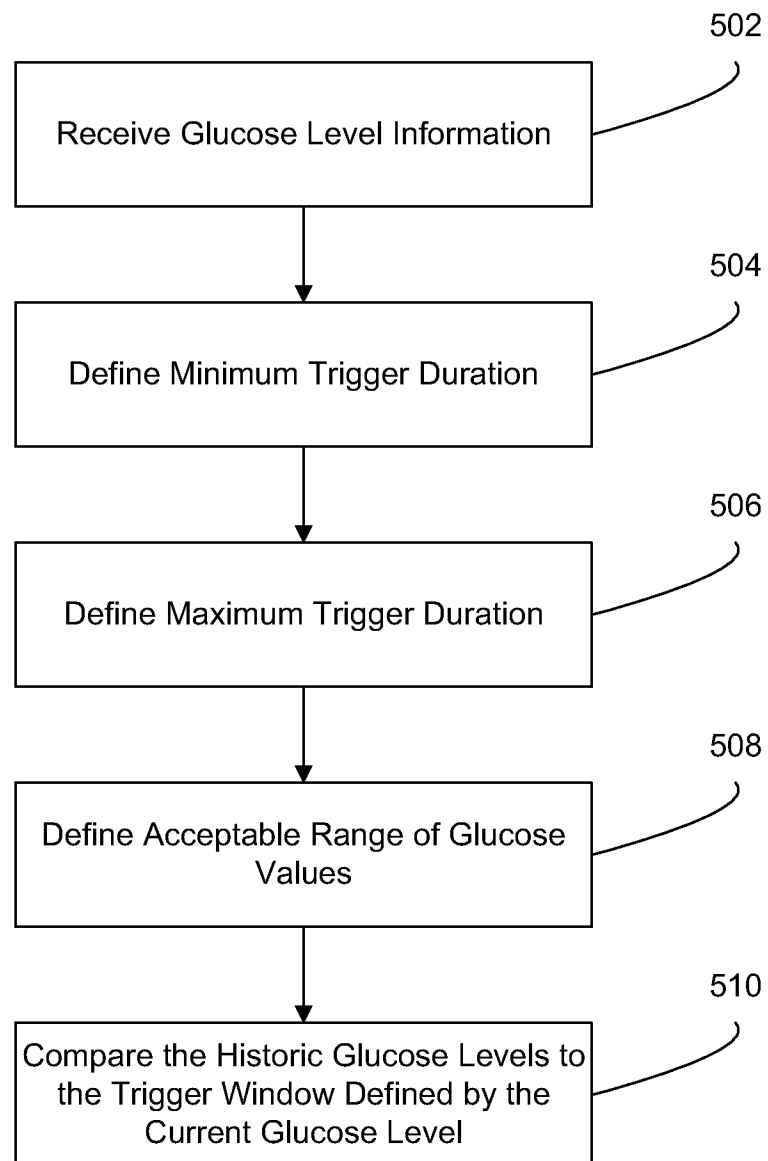 502
Receive Glucose Level Information
504
Define Minimum Trigger Duration
506
Define Maximum Trigger Duration
508
Define Acceptable Range of Glucose
Values
510
Compare the Historic Glucose Levels to
the Trigger Window Defined by the
Current Glucose Level